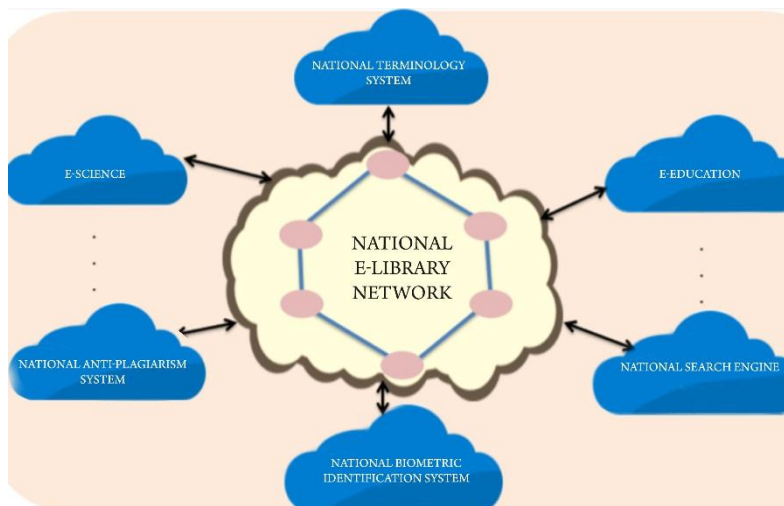 NATIONAL TERMINOLOGY
SYSTEM
E-SCIENCE
E-EDUCATION
NATIONAL
E-LIBRARY
NETWORK
NATIONAL ANTI-PLAGIARISM
SYSTEM
NATIONAL SEARCH ENGINE
NATIONAL BIOMETRIC
IDENTIFICATION SYSTEM